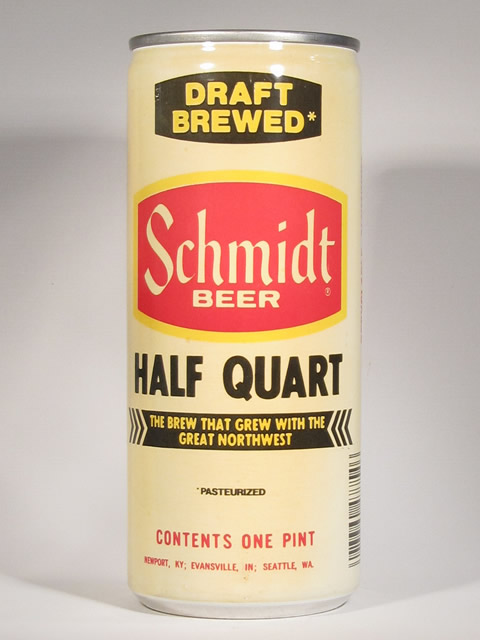 DRAFT
BREWED*
Schmidt
BEER
®
HALF QUART
THE BREW THAT GREW WITH THE
GREAT NORTHWEST
*PASTEURIZED
CONTENTS ONE PINT
NEWPORT, KY; EVANSVILLE, IN; SEATTLE, WA.